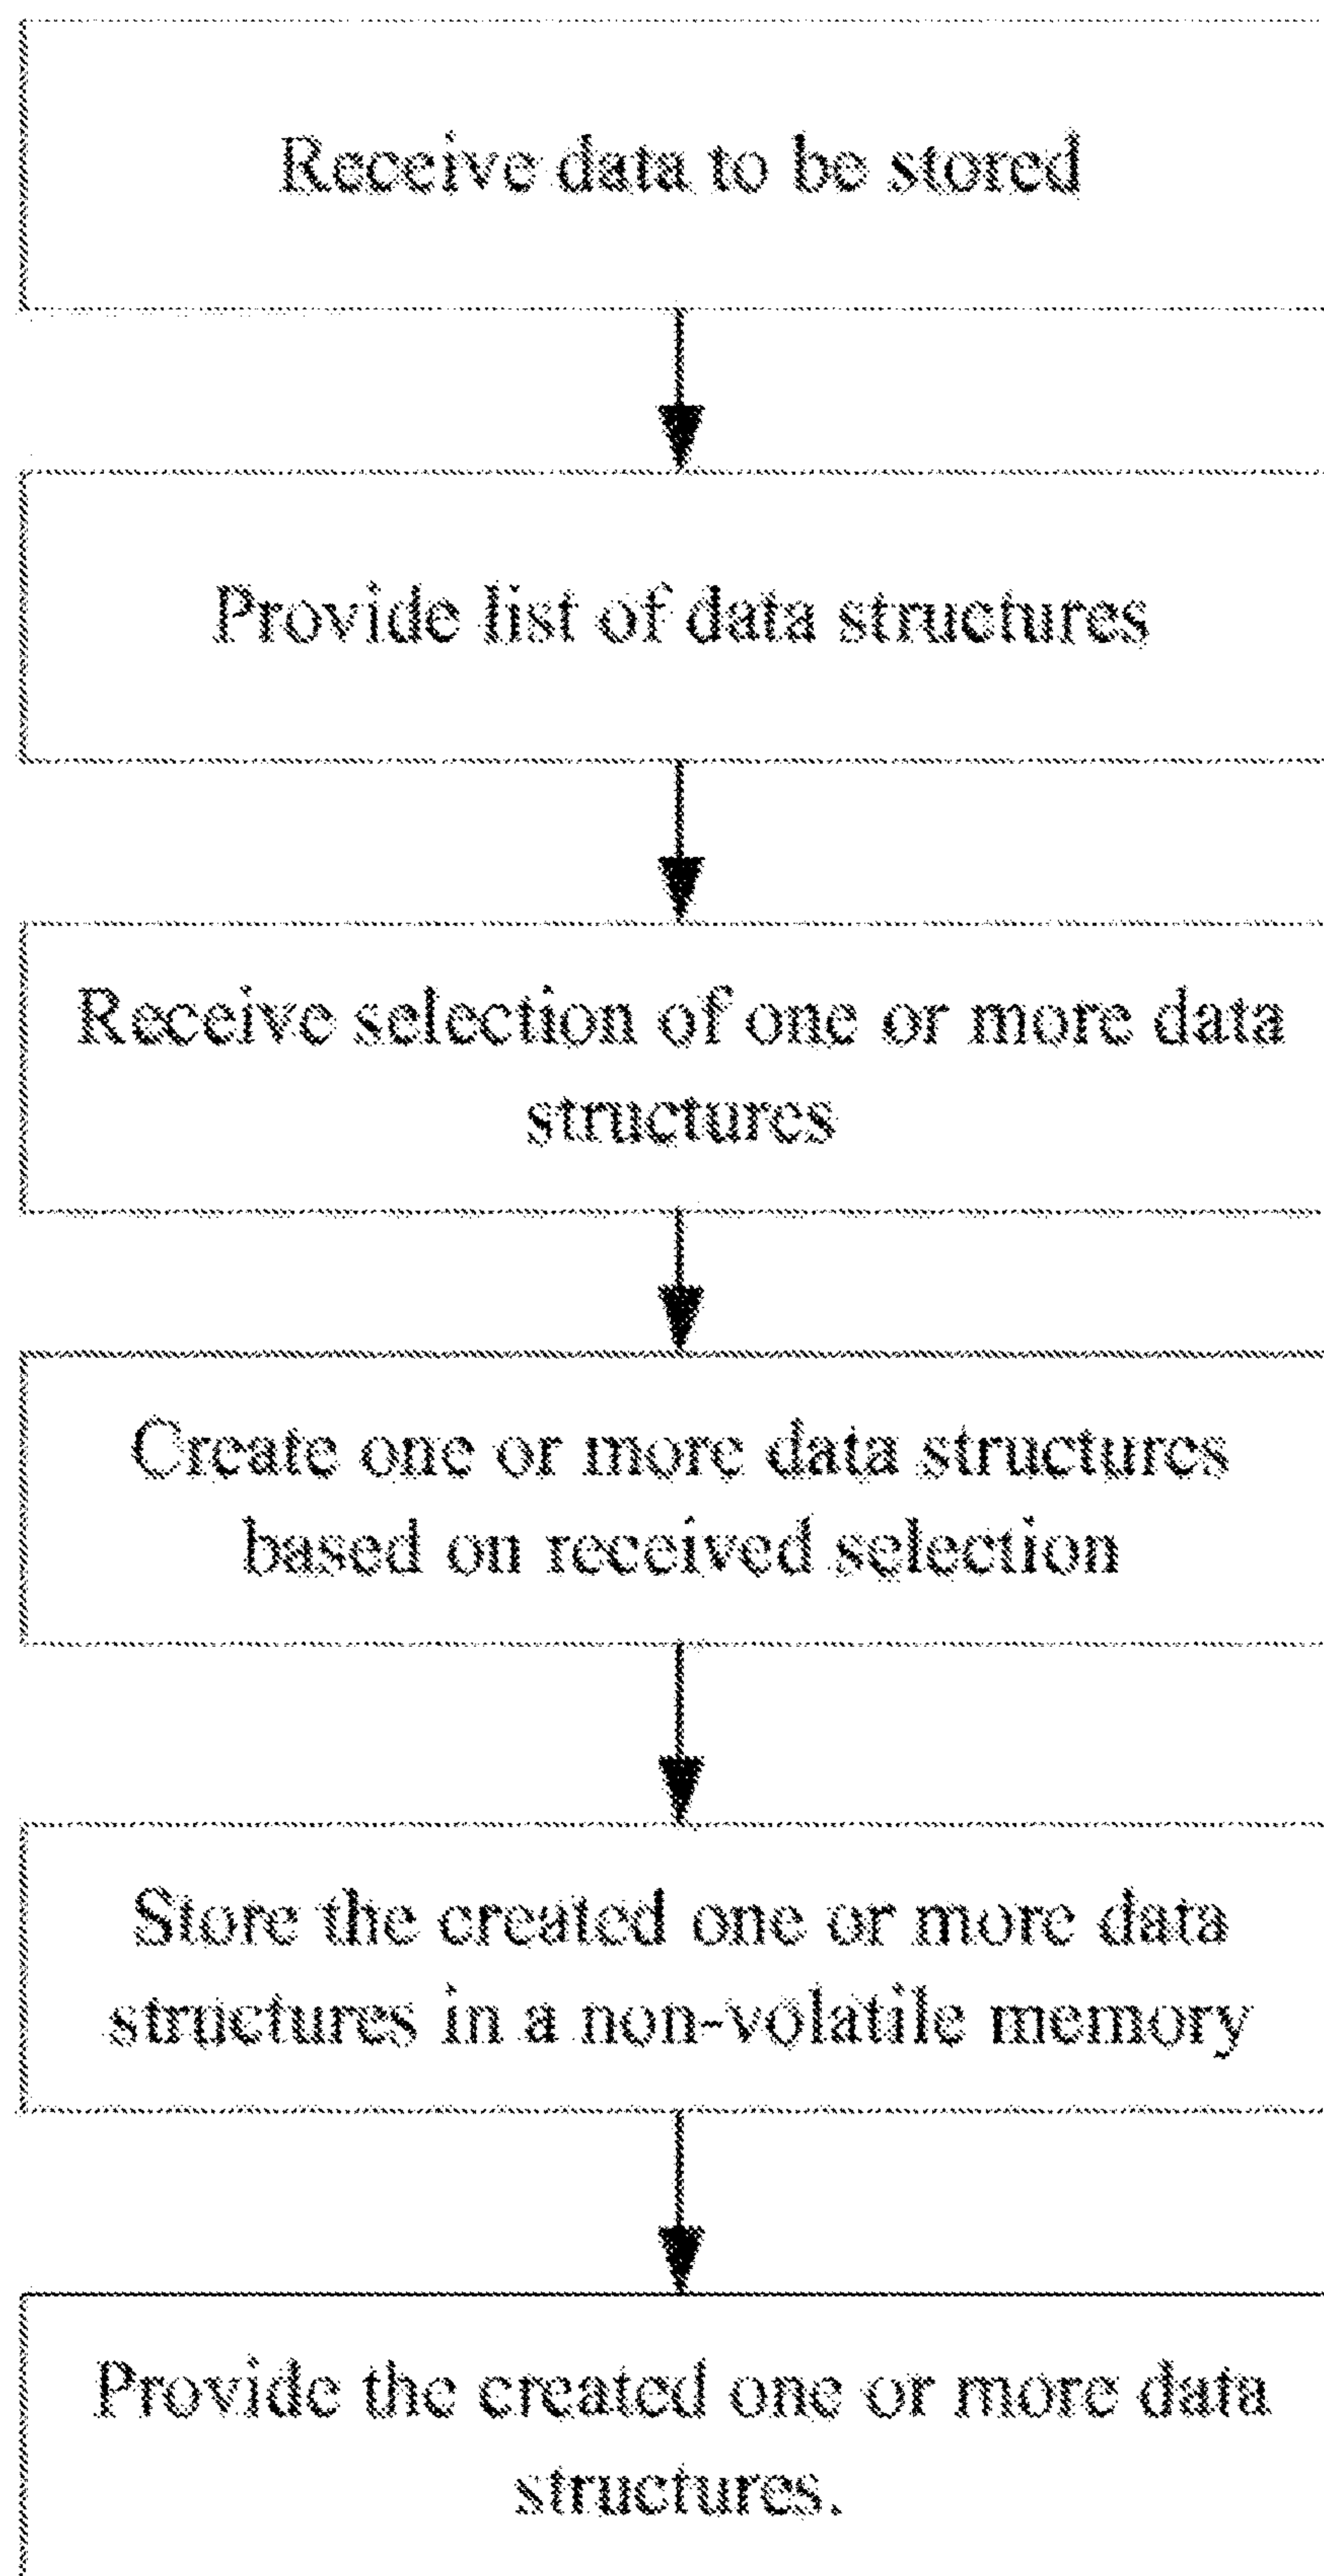 Receive data to be stored
Provide list of data structures
Receive selection of one or more data
structures
Create one or more data structures
based on received selection
Store the created one or more data
structures in a non-volatile memory
Provide the created one or more data
structures.